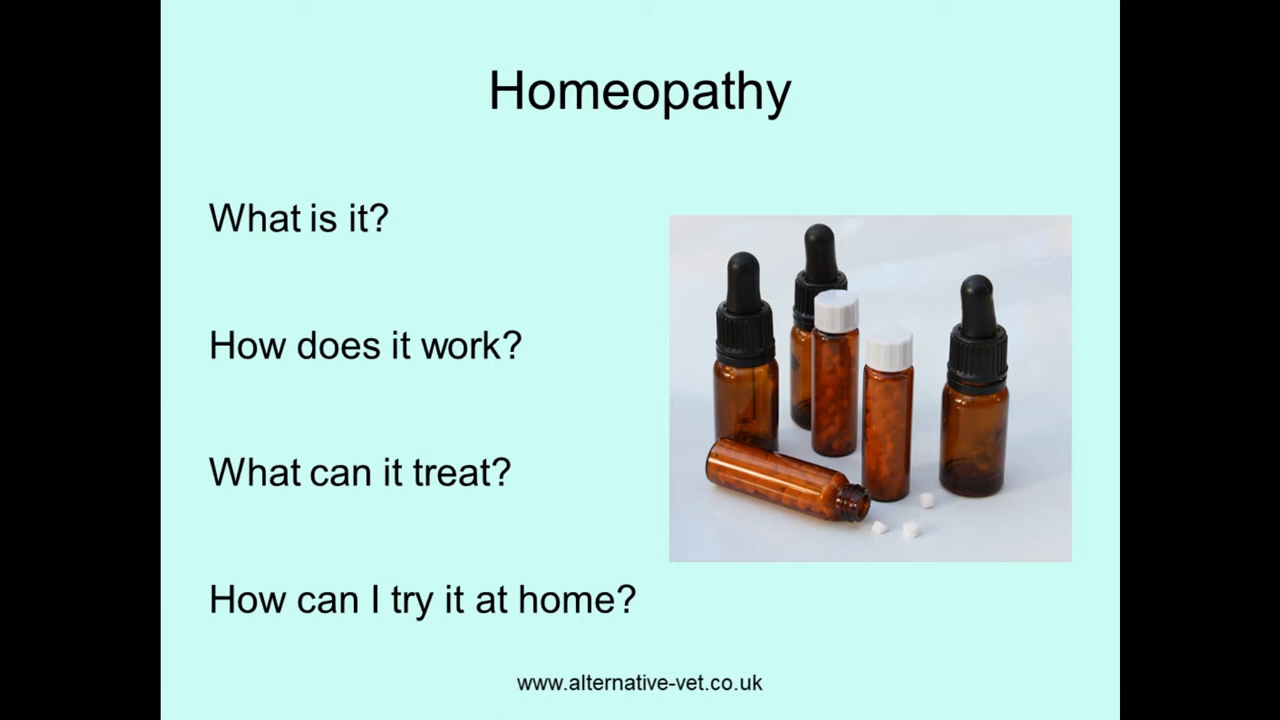 Homeopathy
What is it?
How does it work?
What can it treat?
How can I try it at home?
www.alternative-vet.co.uk